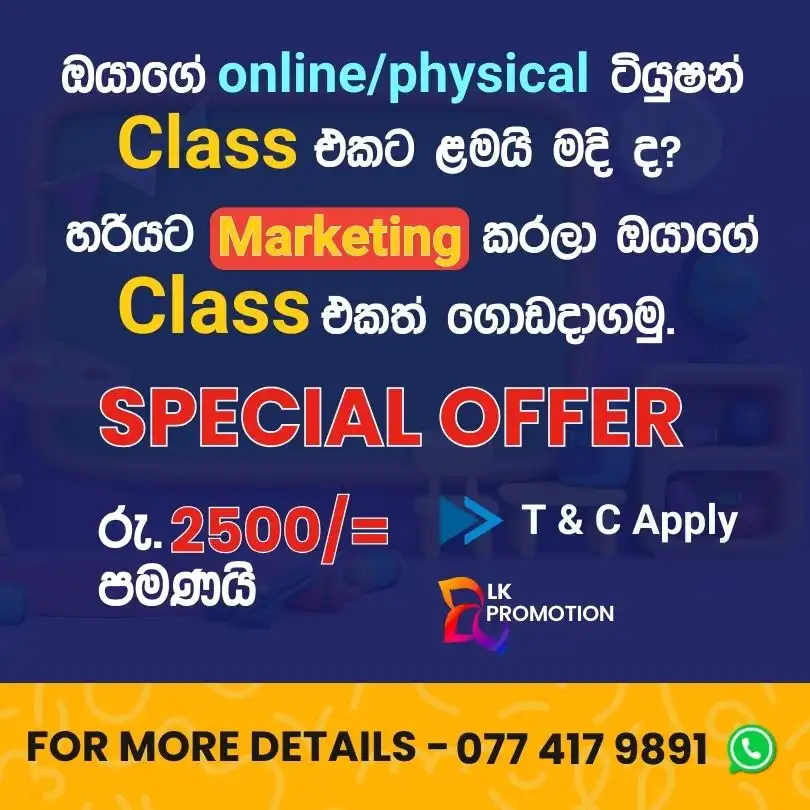 ඔයාගේ online/physical ටියුෂන්
Class එකට ළමයි මදි ද?
හරියට Marketing කරලා ඔයාගේ
Class එකත් ගොඩදාගමු.
SPECIAL OFFER
රු. 2500/=
පමණයි
T & C Apply
LK
PROMOTION
FOR MORE DETAILS - 077 417 9891